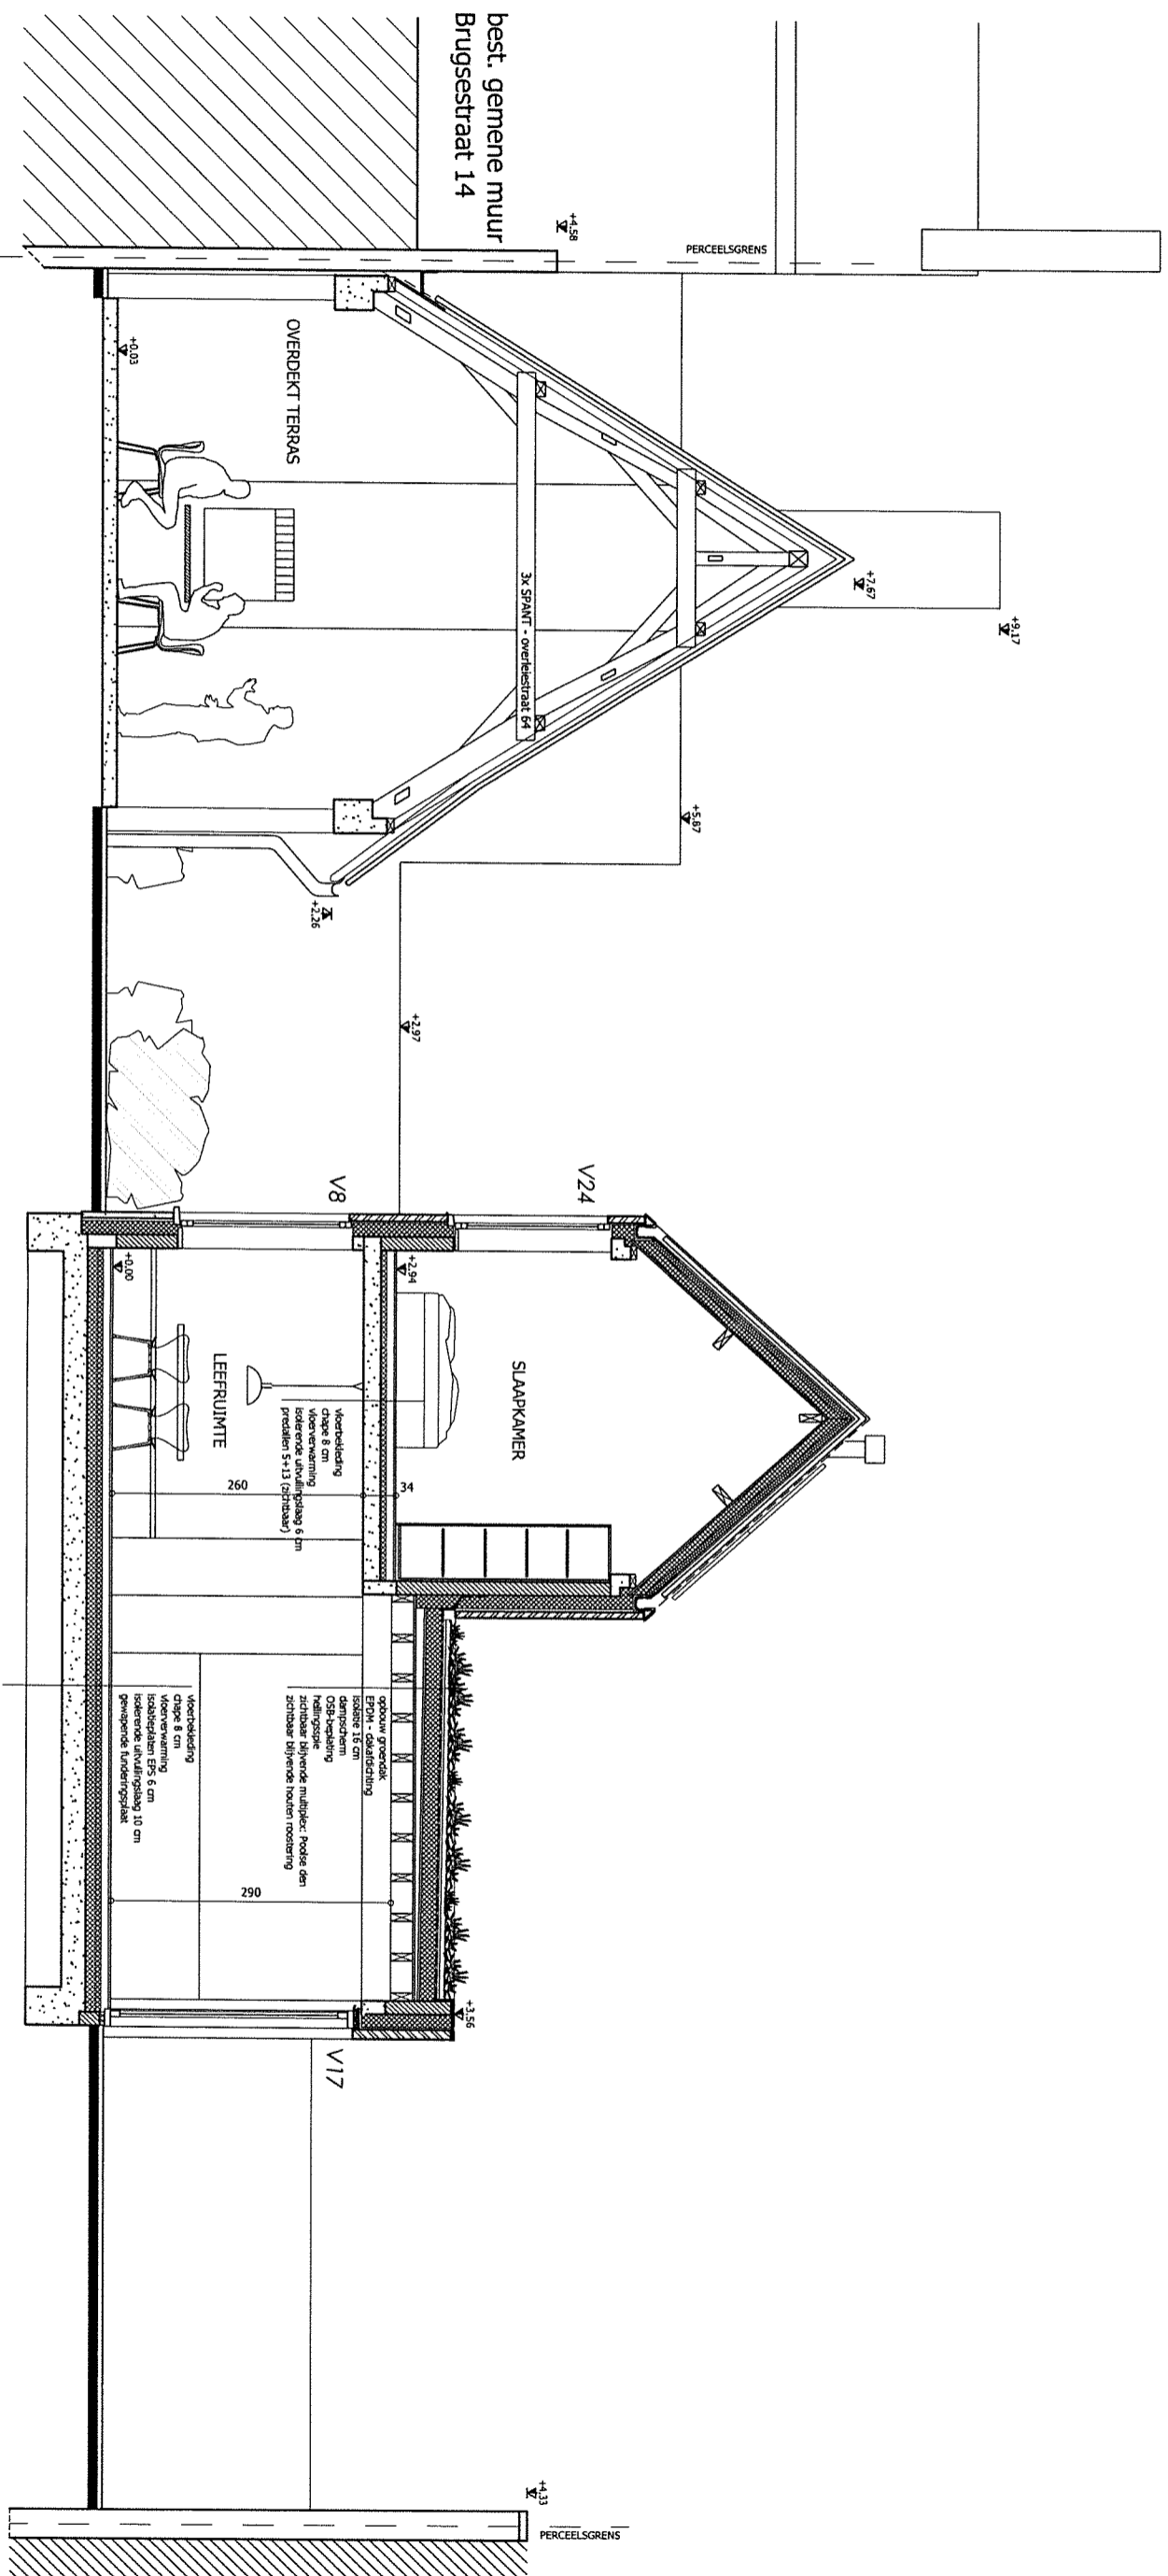 best. gemene muur
Brugsestraat 14
+4.58
PERCEELSGRENS
OVERDEKT TERRAS
+0.03
3x SPANT - overleiestraat 64
+7.67
+9.17
+5.87
+2.26
+2.97
V24
V8
+2.94
+0.00
SLAAPKAMER
LEEFRUIMTE
vloerbekleding
chape 8 cm
vloerverwarming
isolerende uitvullingslaag 6 cm
predallen 5+13 (zichtbaar)
34
260
opbouw groendak
EPDM - dakafdichting
isolatie 16 cm
dampscherm
OSB-beplating
hellingsspie
zichtbaar blijvende multiplex: Poolse den
zichtbaar blijvende houten roostering
vloerbekleding
chape 8 cm
vloerverwarming
isolatieplaten EPS 6 cm
isolerende uitvullingslaag 10 cm
gewapende funderingsplaat
290
+3.56
V17
+4.33
PERCEELSGRENS